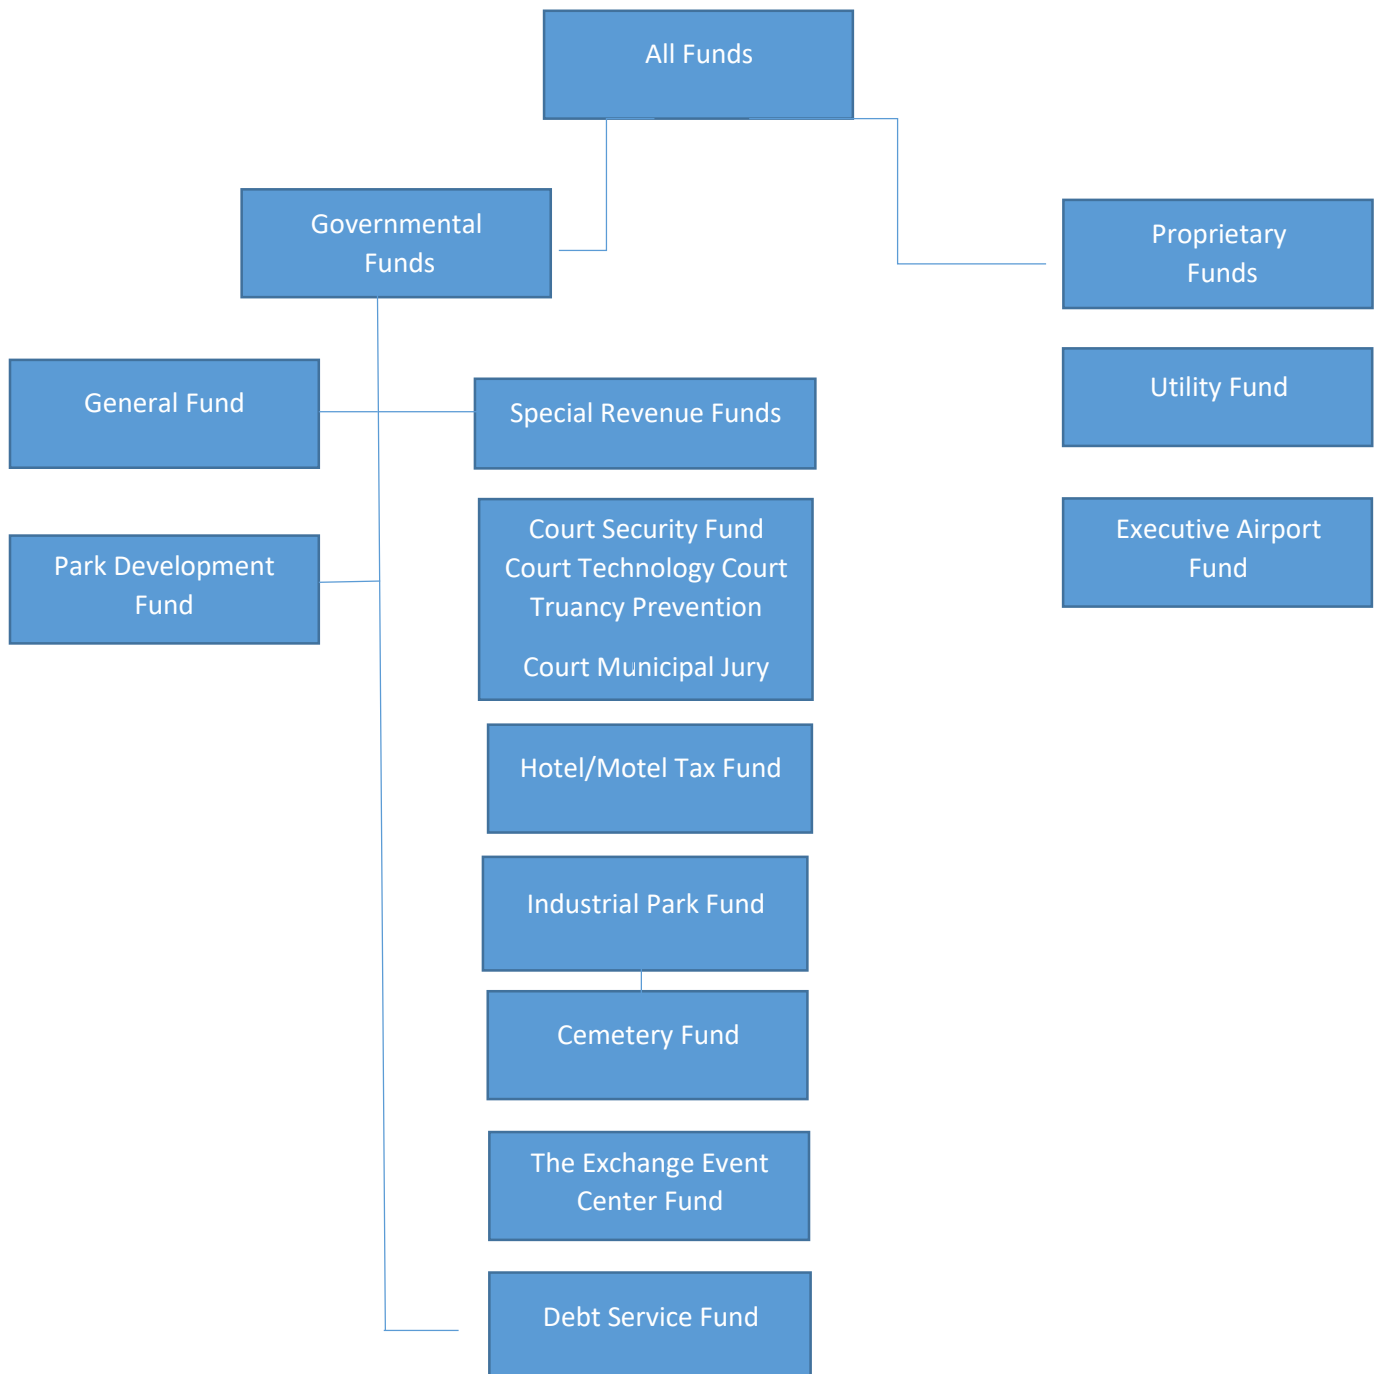 All Funds
Governmental
Funds
Proprietary
Funds
General Fund
Special Revenue Funds
Utility Fund
Park Development
Fund
Court Security Fund
Court Technology Court
Truancy Prevention
Court Municipal Jury
Executive Airport
Fund
Hotel/Motel Tax Fund
Industrial Park Fund
Cemetery Fund
The Exchange Event
Center Fund
Debt Service Fund